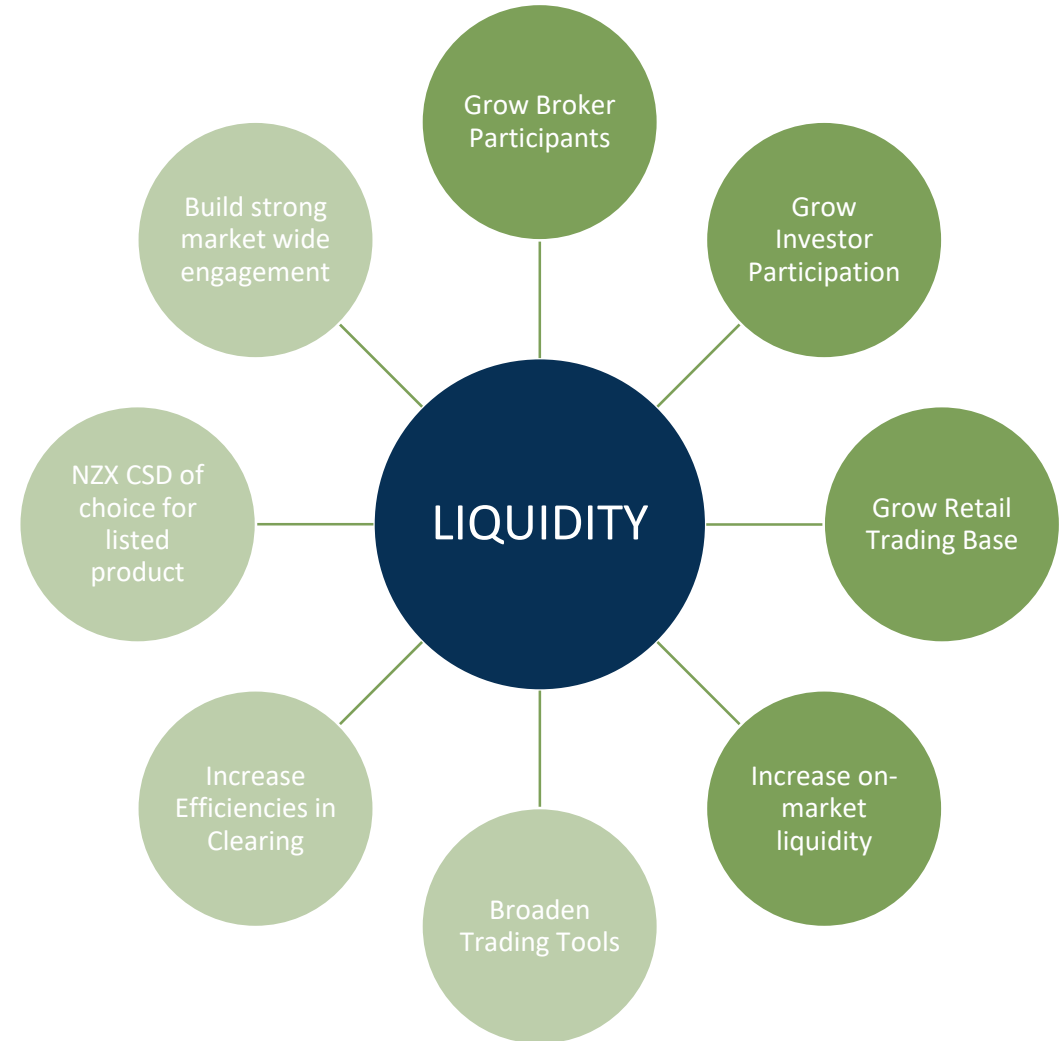 Grow Broker
Participants
Grow
Investor
Participation
Grow Retail
Trading Base
Increase on-
market
liquidity
Broaden
Trading Tools
Increase
Efficiencies in
Clearing
NZX CSD of
choice for
listed
product
Build strong
market wide
engagement
LIQUIDITY